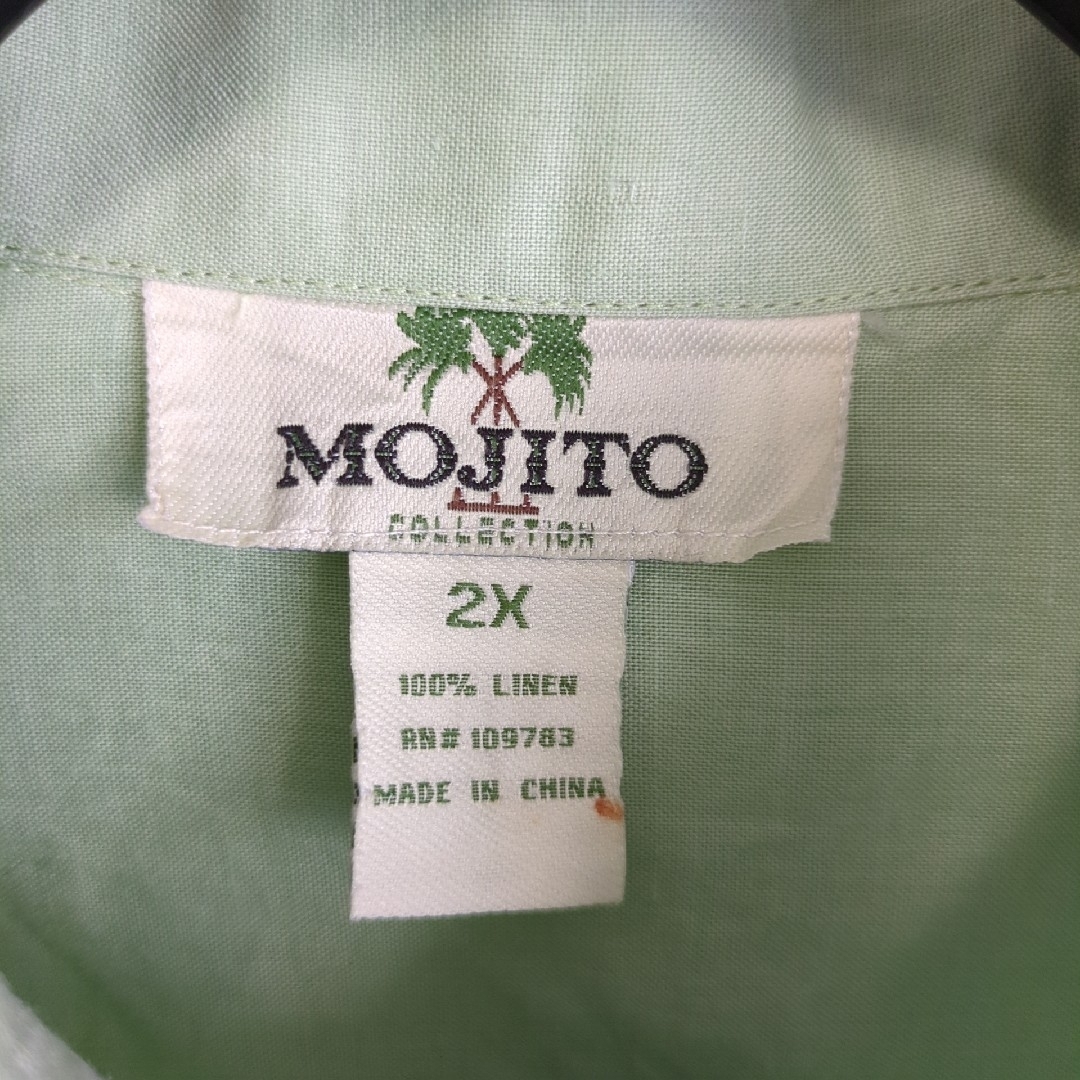 MOJITO
COLLECTION
2X
100% LINEN
RN# 109783
MADE IN CHINA